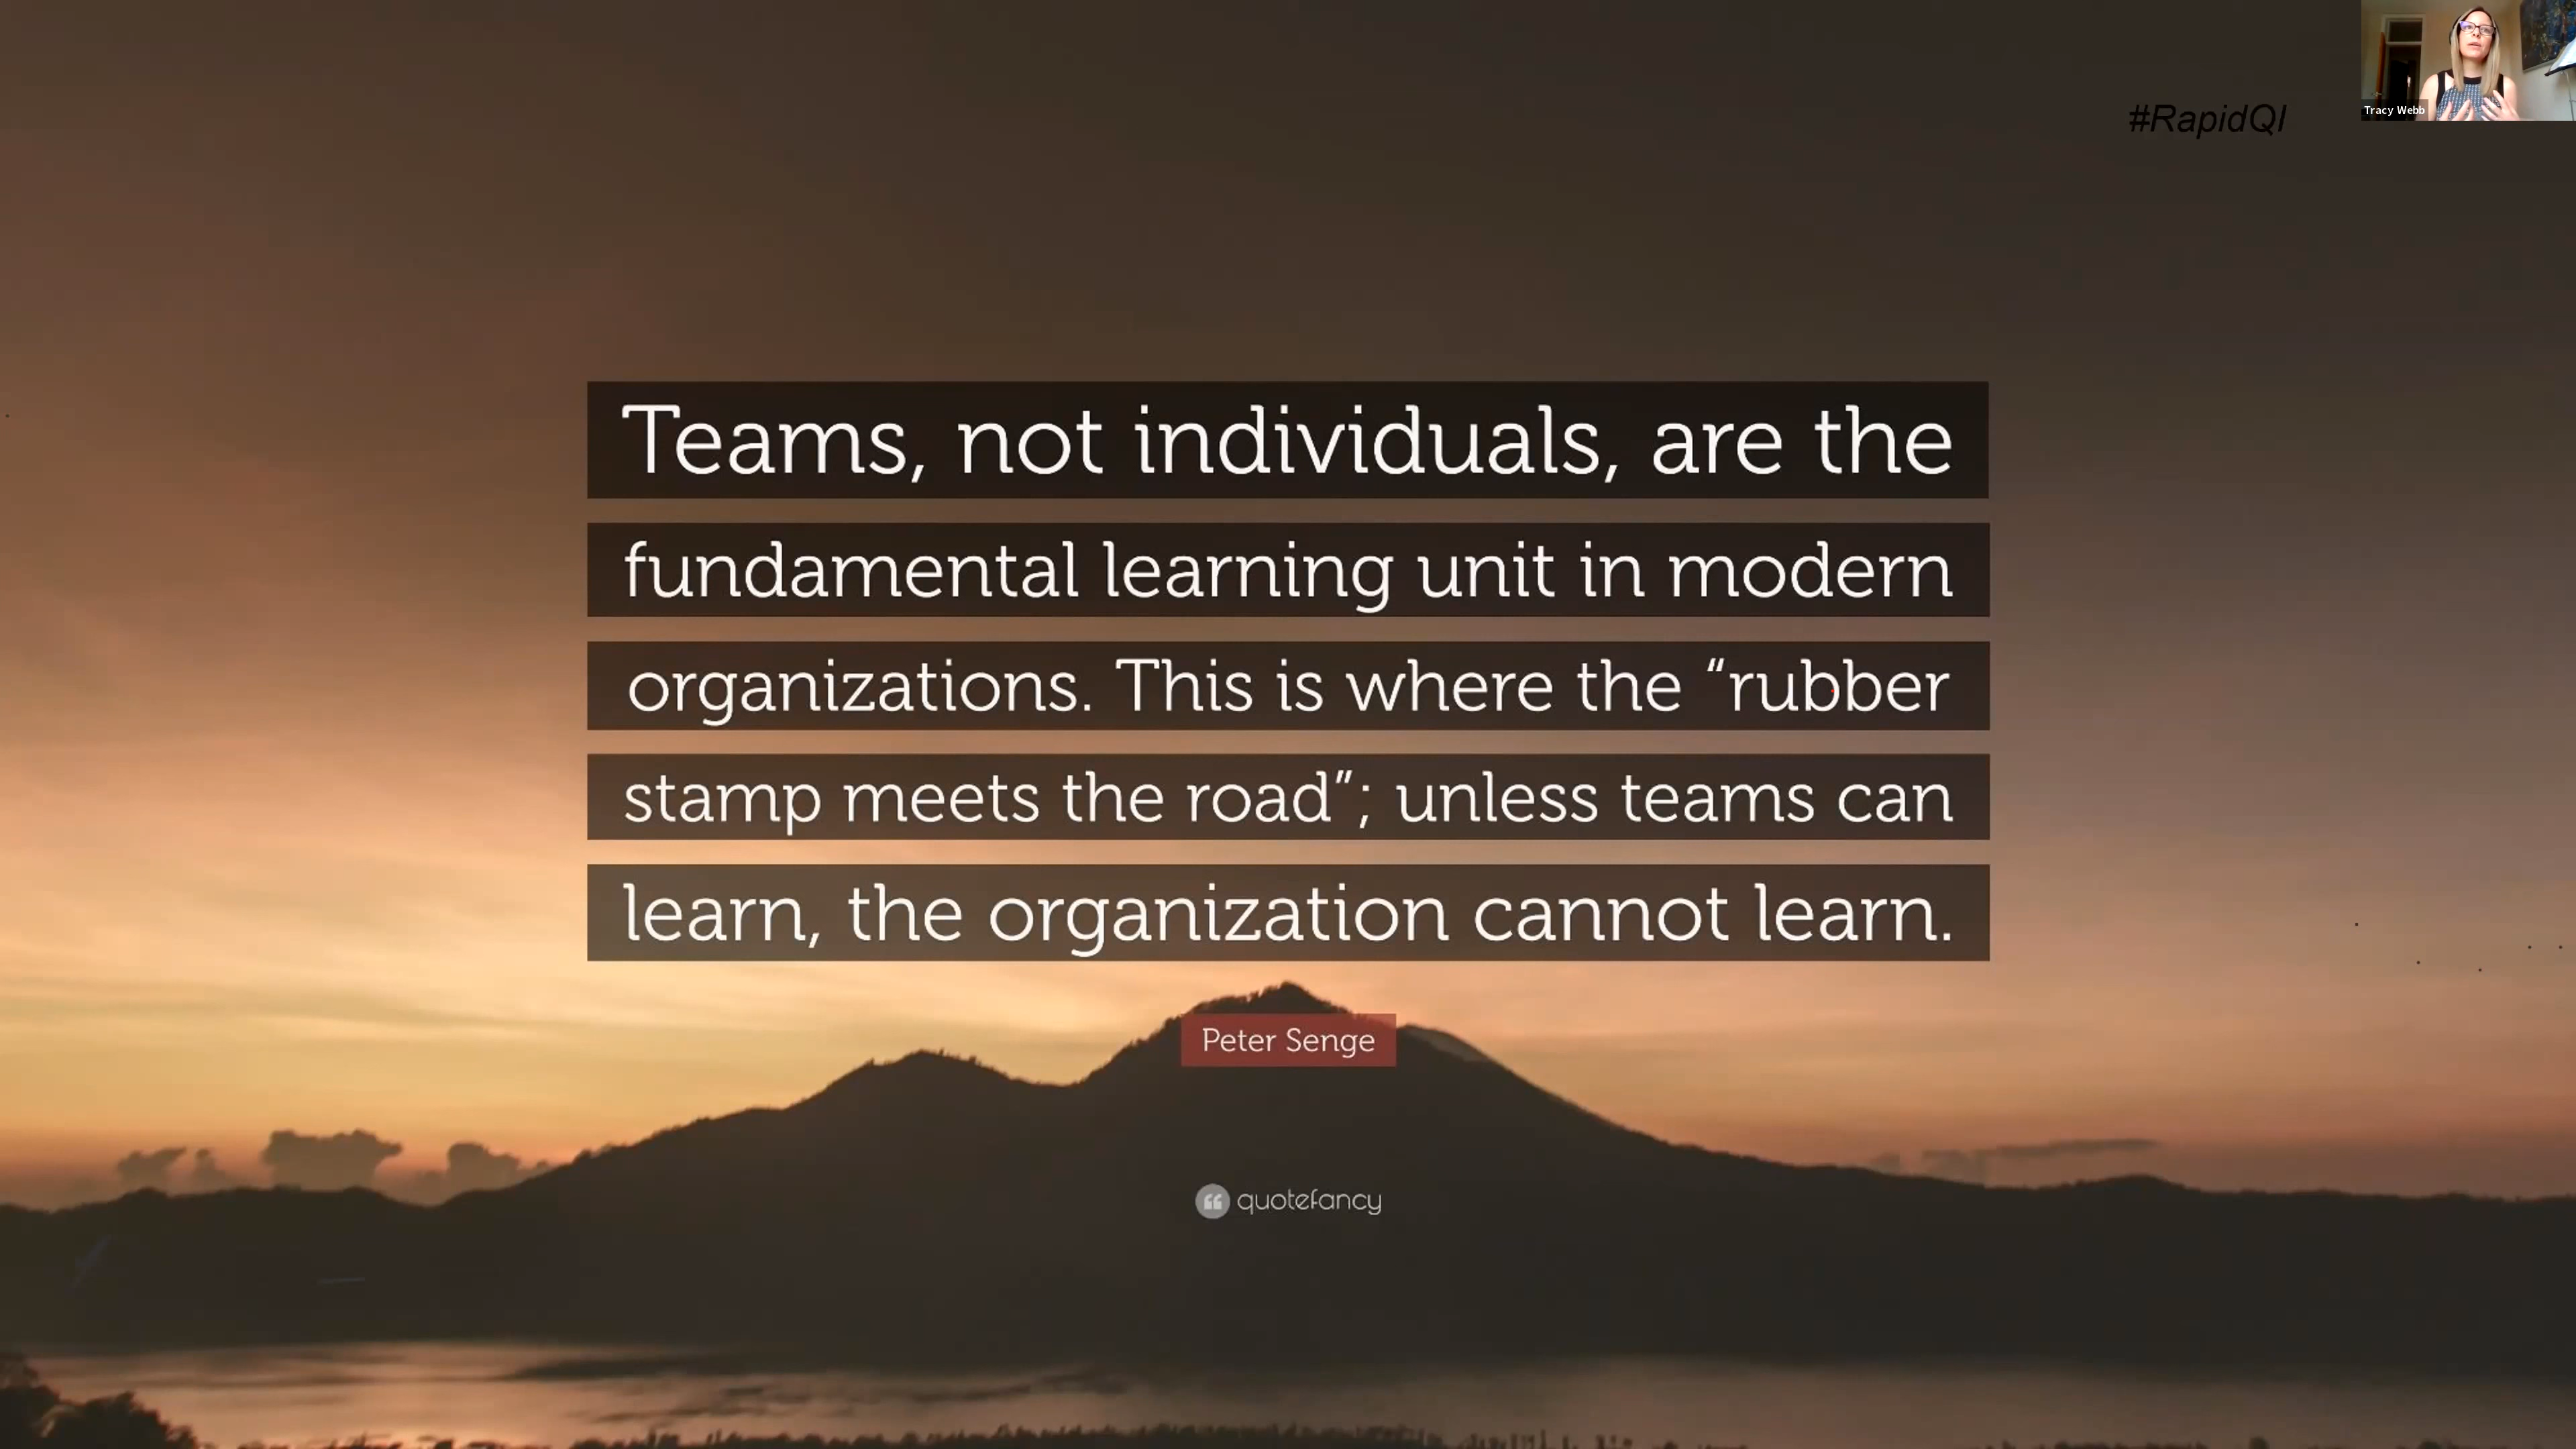 Tracy Webb
#RapidQI
Teams, not individuals, are the
fundamental learning unit in modern
organizations. This is where the “rubber
stamp meets the road”; unless teams can
learn, the organization cannot learn.
Peter Senge
quotefancy